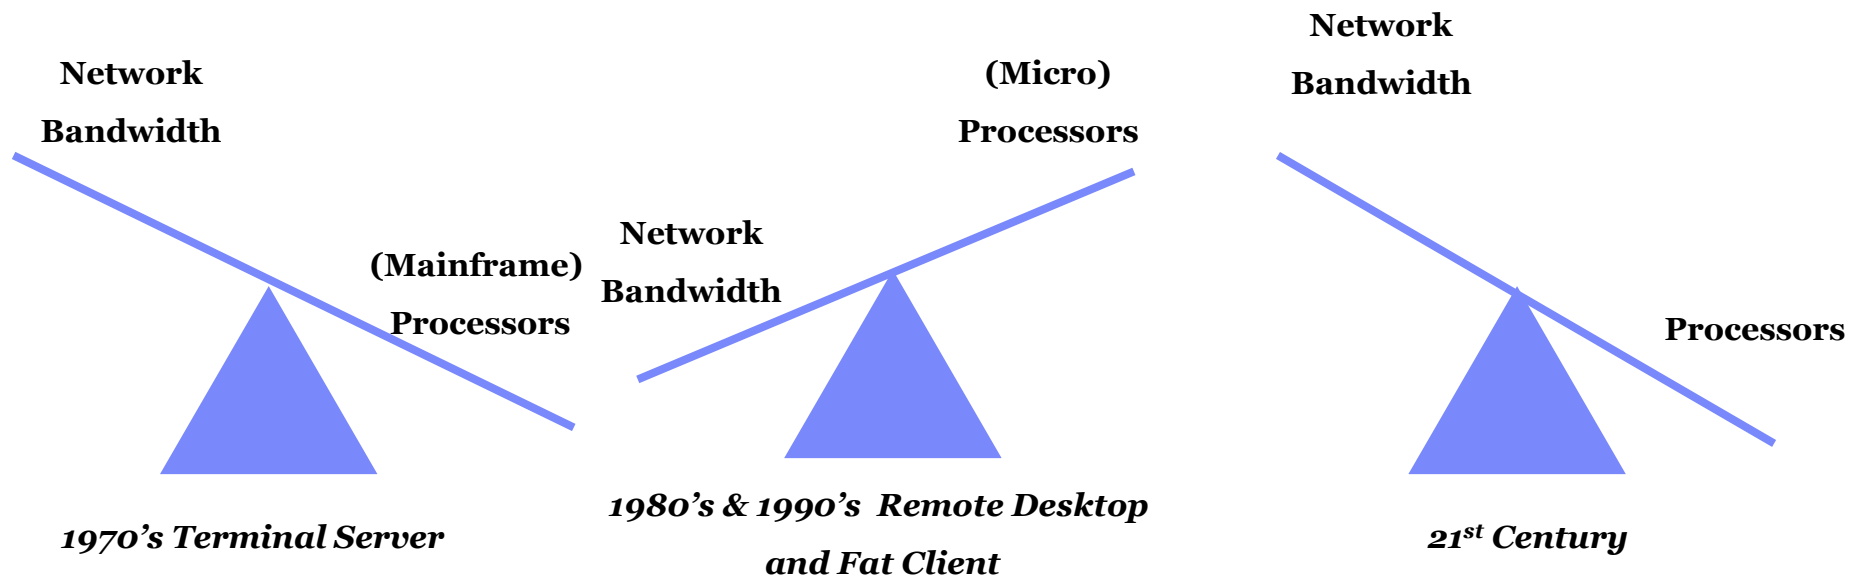 Network
Bandwidth
(Mainframe)
Processors
1970’s Terminal Server
(Micro)
Processors
Network
Bandwidth
1980’s & 1990’s Remote Desktop
and Fat Client
Network
Bandwidth
Processors
21st Century